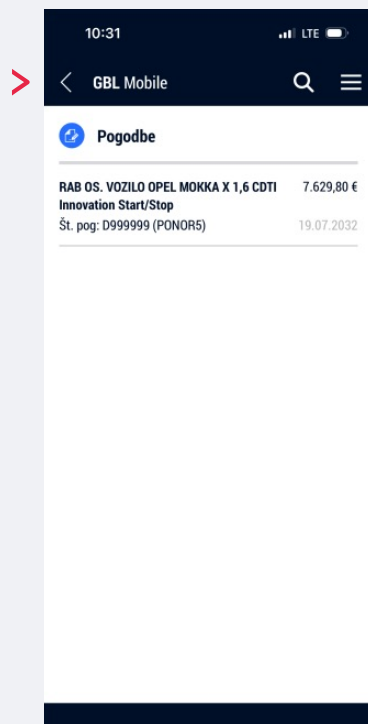 10:31 LTE
GBL Mobile
Pogodbe
RAB OS. VOZILO OPEL MOKKA X 1,6 CDTI 7.629,80 €
Innovation Start/Stop
Št. pog: D999999 (PONOR5) 19.07.2032